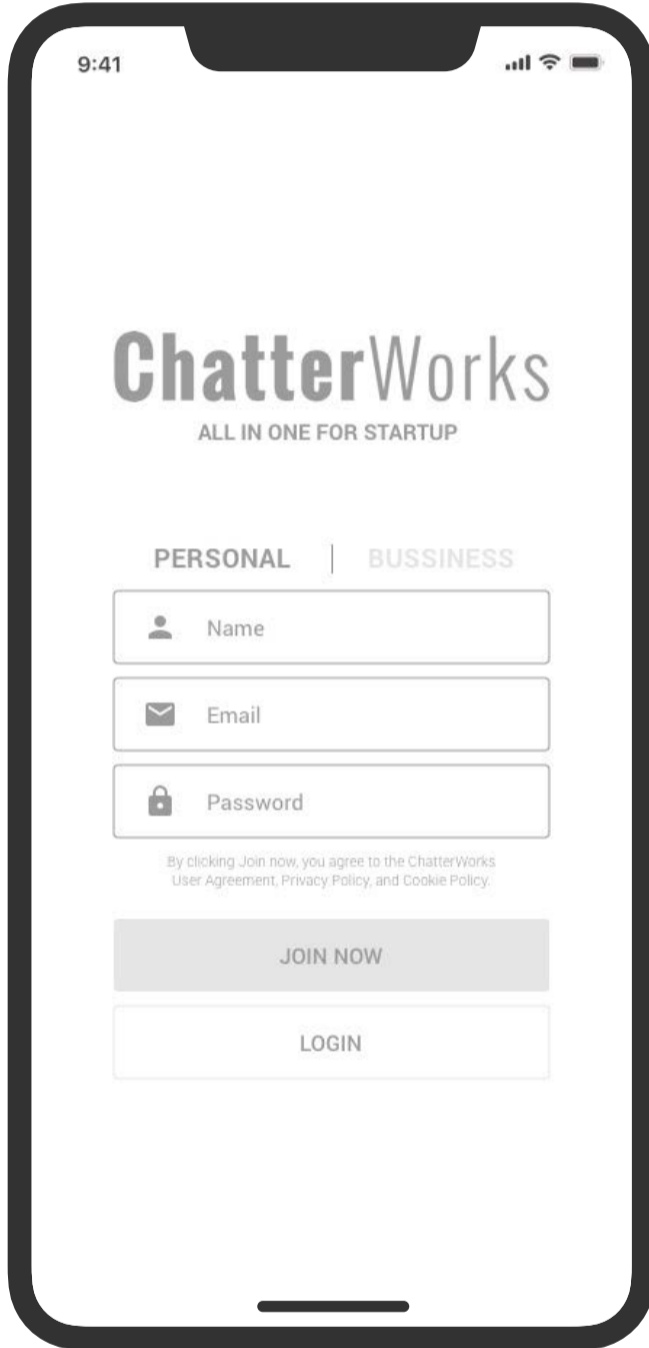 9:41
ChatterWorks
ALL IN ONE FOR STARTUP
PERSONAL | BUSSINESS
Name
Email
Password
By clicking Join now, you agree to the ChatterWorks
User Agreement, Privacy Policy, and Cookie Policy.
JOIN NOW
LOGIN